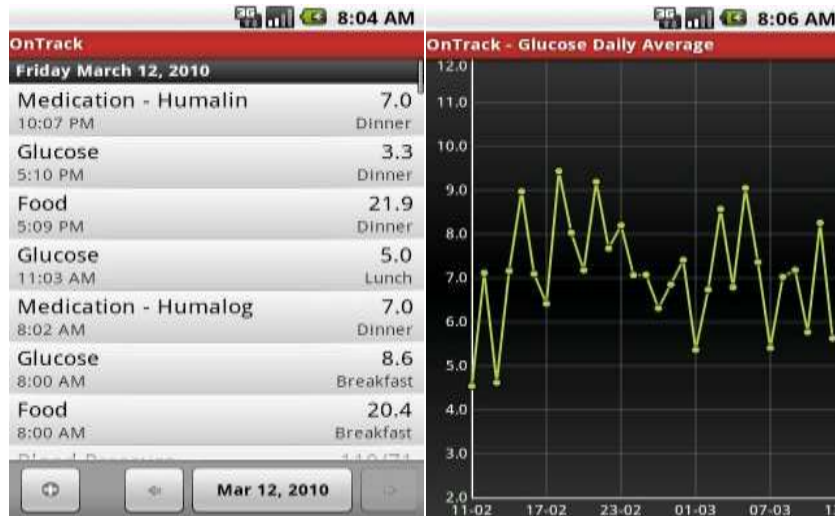 3G 8:04 AM
OnTrack
Friday March 12, 2010
Medication - Humalin 7.0
10:07 PM Dinner
Glucose 3.3
5:10 PM Dinner
Food 21.9
5:09 PM Dinner
Glucose 5.0
11:03 AM Lunch
Medication - Humalog 7.0
8:02 AM Dinner
Glucose 8.6
8:00 AM Breakfast
Food 20.4
8:00 AM Breakfast
Mar 12, 2010
3G 8:06 AM
OnTrack - Glucose Daily Average
12.0
11.0
10.0
9.0
8.0
7.0
6.0
5.0
4.0
3.0
2.0
11-02 17-02 23-02 01-03 07-03